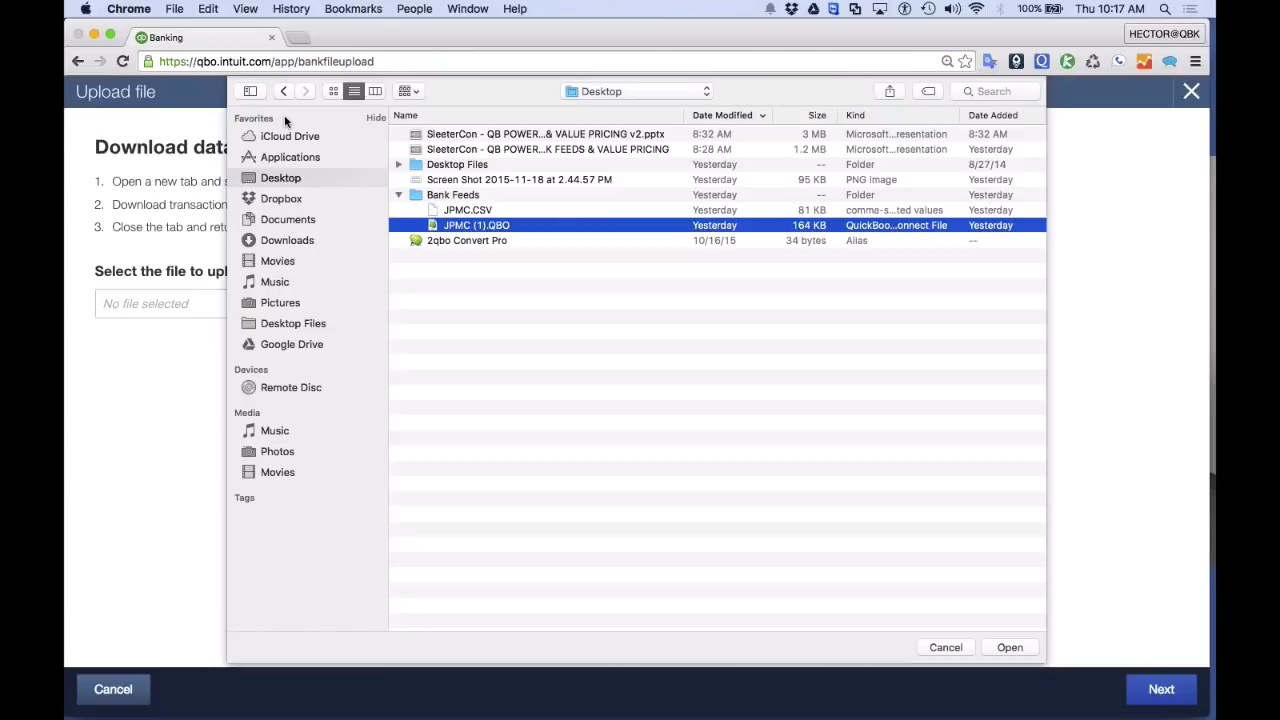 Chrome File Edit View History Bookmarks People Window Help 100% Thu 10:17 AM
Banking HECTOR@QBK
https://qbo.intuit.com/app/bankfileupload
Upload file
Desktop Search
Favorites Hide
Name Date Modified Size Kind Date Added
iCloud Drive
Applications
Desktop
Dropbox
Documents
Downloads
Movies
Music
Pictures
Desktop Files
Google Drive
Devices
Remote Disc
Media
Music
Photos
Movies
Tags
SleeterCon - QB POWER...& VALUE PRICING v2.pptx 8:32 AM 3 MB Microsoft...resentation 8:32 AM
SleeterCon - QB POWER...K FEEDS & VALUE PRICING 8:28 AM 1.2 MB Microsoft...resentation Yesterday
Desktop Files Yesterday -- Folder 8/27/14
Screen Shot 2015-11-18 at 2.44.57 PM Yesterday 95 KB PNG image Yesterday
Bank Feeds Yesterday -- Folder Yesterday
JPMC.CSV Yesterday 81 KB comma-s...ted values Yesterday
JPMC (1).QBO Yesterday 164 KB QuickBoo...onnect File Yesterday
2qbo Convert Pro 10/16/15 34 bytes Alias --
Download data
1. Open a new tab and s
2. Download transaction
3. Close the tab and retu
Select the file to upl
No file selected
Cancel Open
Cancel Next